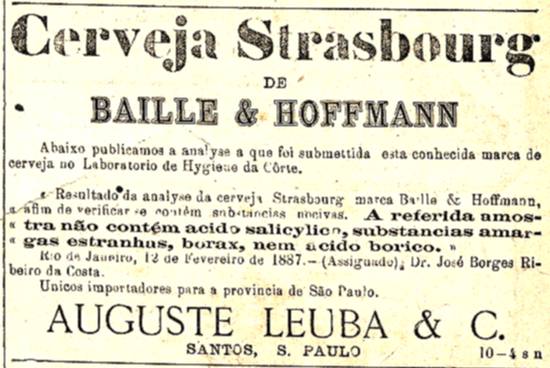 Cerveja Strasbourg
DE
BAILLE & HOFFMANN
Abaixo publicamos a analyse a que foi submettida esta conhecida marca de
cerveja no Laboratorio de Hygiene da Côrte.
« Resultado da analyse da cerveja Strasbourg marca Baille & Hoffmann,
« afim de verificar se contém substancias nocivas. A referida amos-
« tra não contém acido salicylico, substancias amar-
« gas estranhas, borax, nem acido borico. »
Rio de Janeiro, 12 de Fevereiro de 1887.—(Assignado), Dr. José Borges Ri-
beiro da Costa.
Unicos importadores para a provincia de São Paulo.
AUGUSTE LEUBA & C.
SANTOS, S. PAULO 10—4 s n